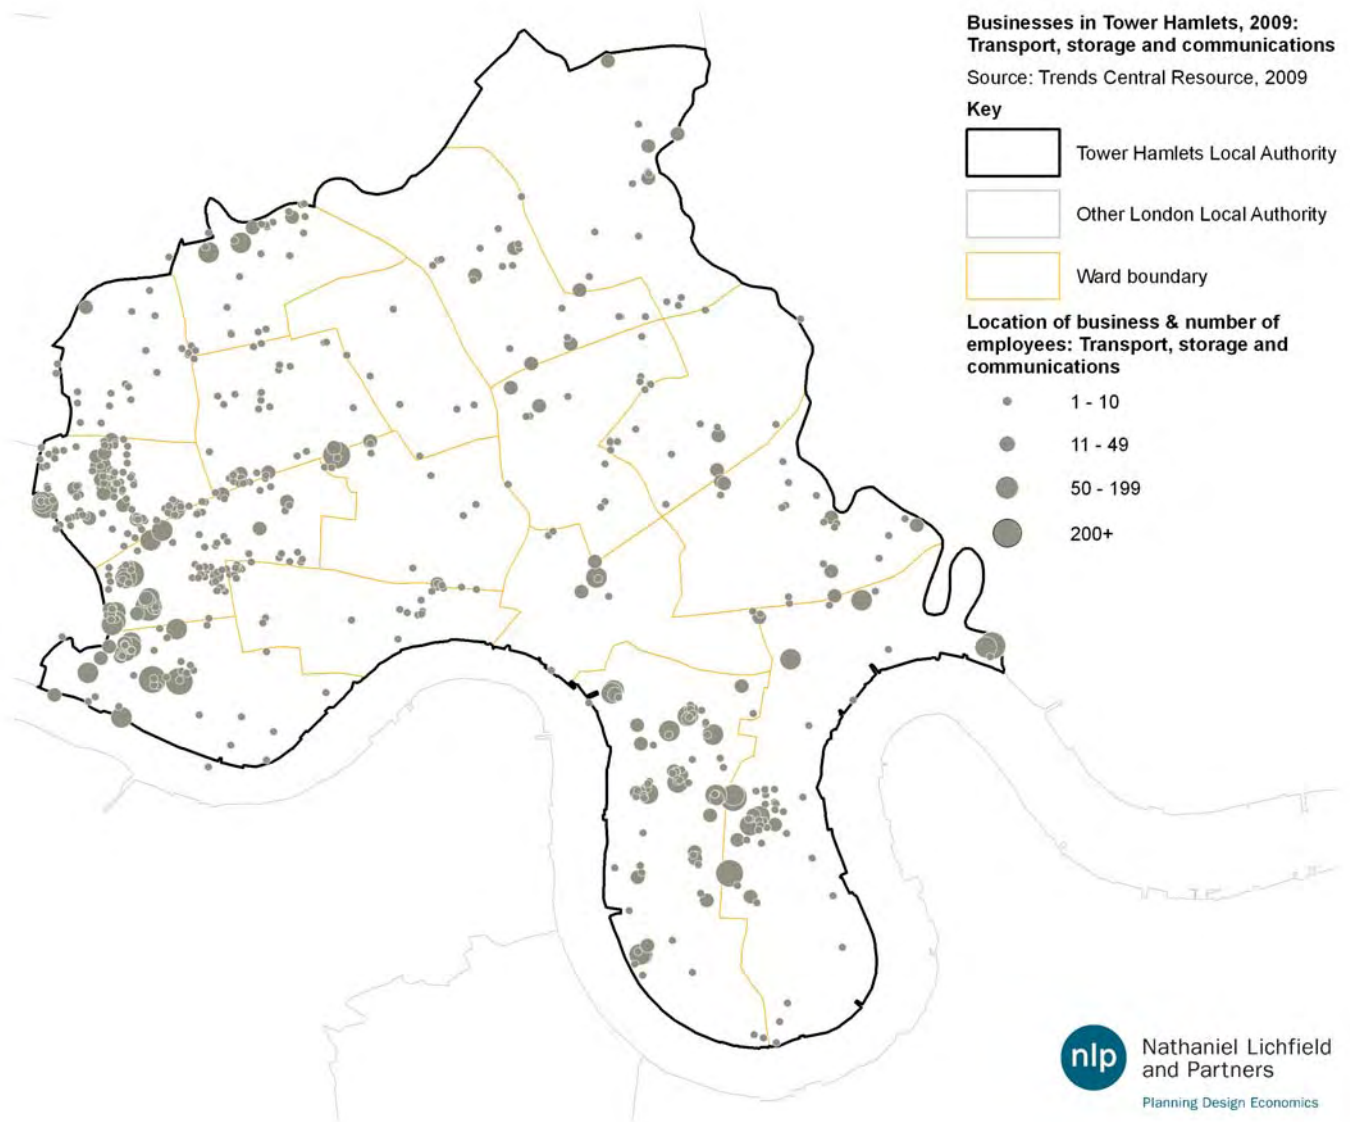 Businesses in Tower Hamlets, 2009:
Transport, storage and communications
Source: Trends Central Resource, 2009
Key
Tower Hamlets Local Authority
Other London Local Authority
Ward boundary
Location of business & number of
employees: Transport, storage and
communications
1 - 10
11 - 49
50 - 199
200+
nlp
Nathaniel Lichfield
and Partners
Planning Design Economics